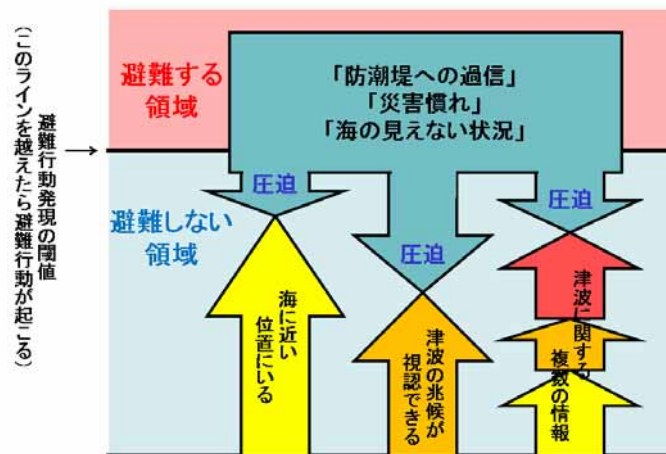 避難行動発現の閾値
(このラインを越えたら避難行動が起こる)
→
避難する
領域
「防潮堤への過信」
「災害慣れ」
「海の見えない状況」
圧迫
圧迫
圧迫
避難しない
領域
海に近い
位置にいる
津波の兆候が
視認できる
津波に関する
複数の情報